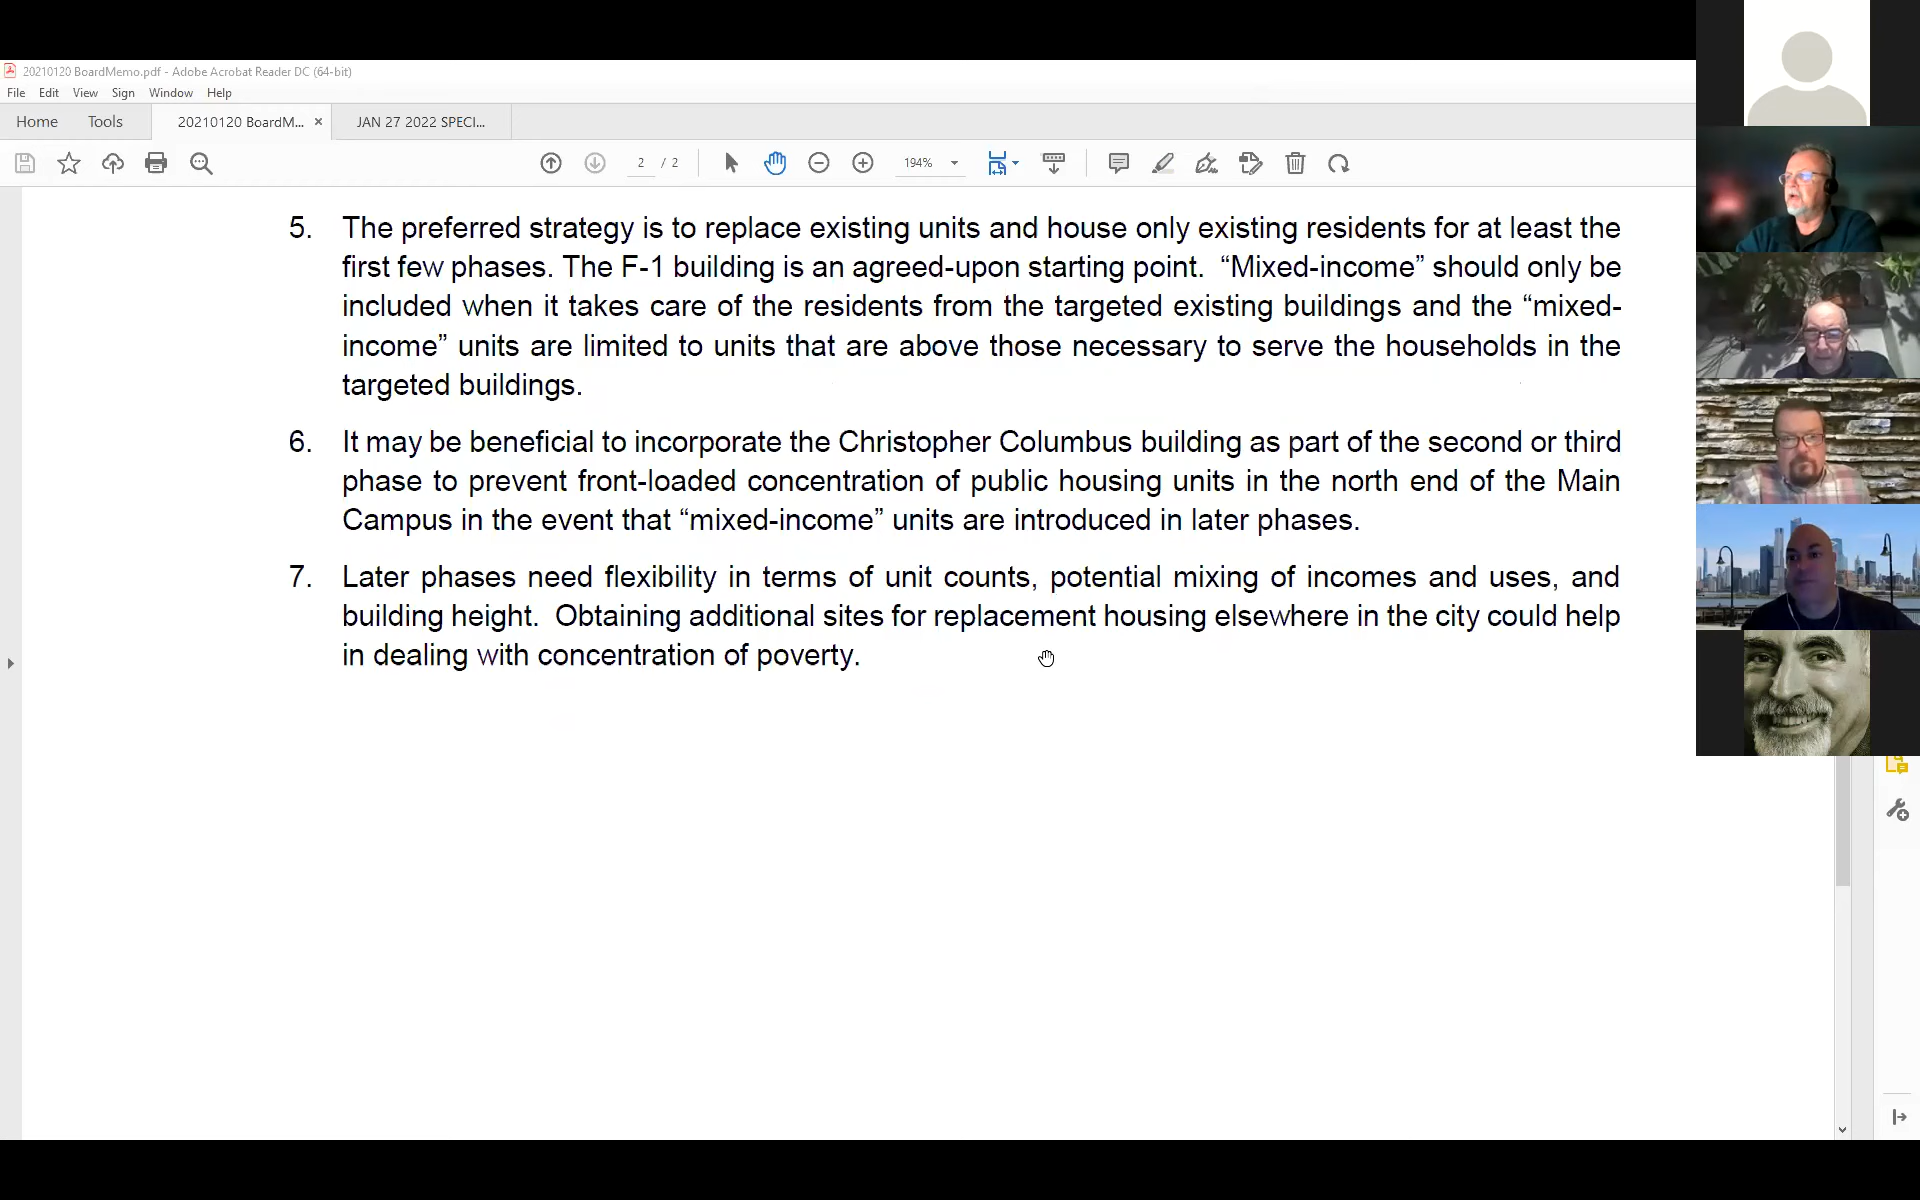 20210120 BoardMemo.pdf - Adobe Acrobat Reader DC (64-bit)
File Edit View Sign Window Help
Home Tools 20210120 BoardM... × JAN 27 2022 SPECI...
2 / 2 194%
5. The preferred strategy is to replace existing units and house only existing residents for at least the
first few phases. The F-1 building is an agreed-upon starting point. “Mixed-income” should only be
included when it takes care of the residents from the targeted existing buildings and the “mixed-
income” units are limited to units that are above those necessary to serve the households in the
targeted buildings.
6. It may be beneficial to incorporate the Christopher Columbus building as part of the second or third
phase to prevent front-loaded concentration of public housing units in the north end of the Main
Campus in the event that “mixed-income” units are introduced in later phases.
7. Later phases need flexibility in terms of unit counts, potential mixing of incomes and uses, and
building height. Obtaining additional sites for replacement housing elsewhere in the city could help
in dealing with concentration of poverty.